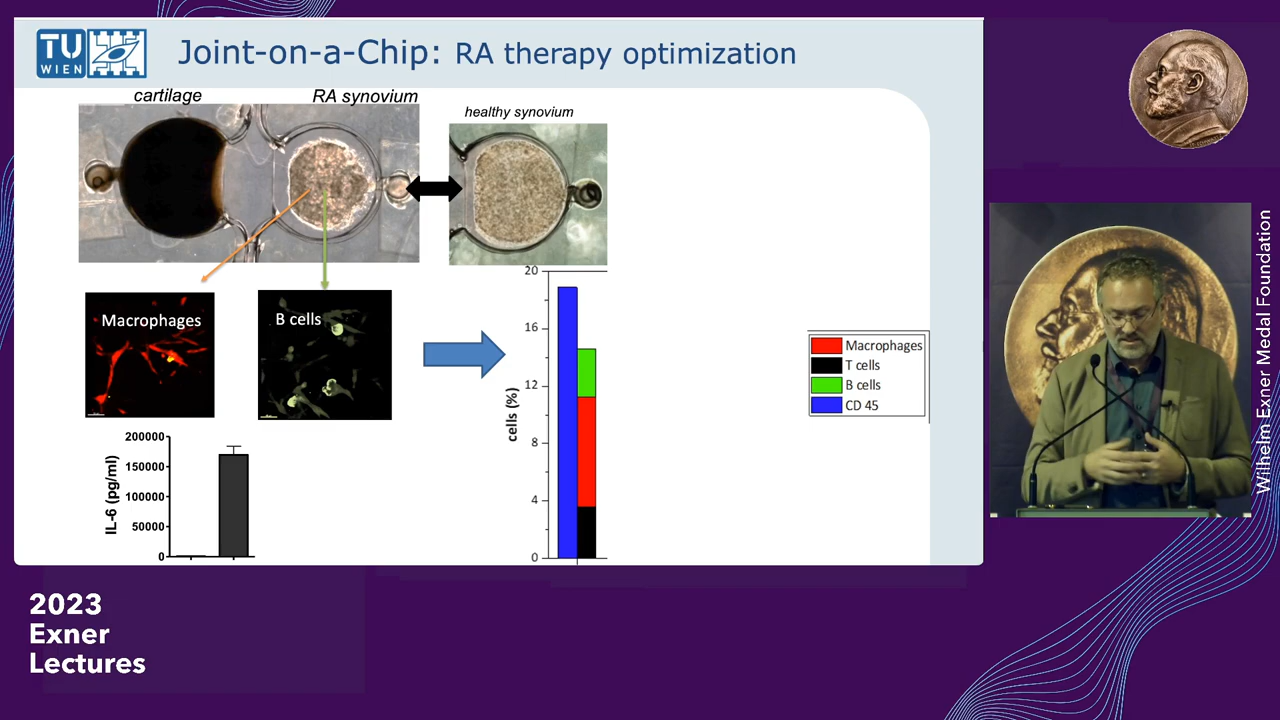 TU
WIEN
Joint-on-a-Chip: RA therapy optimization
cartilage
RA synovium
healthy synovium
Macrophages
B cells
20
16
12
8
4
0
cells (%)
Macrophages
T cells
B cells
CD 45
200000
150000
100000
50000
0
IL-6 (pg/ml)
Wilhelm Exner Medal Foundation
2023
Exner
Lectures